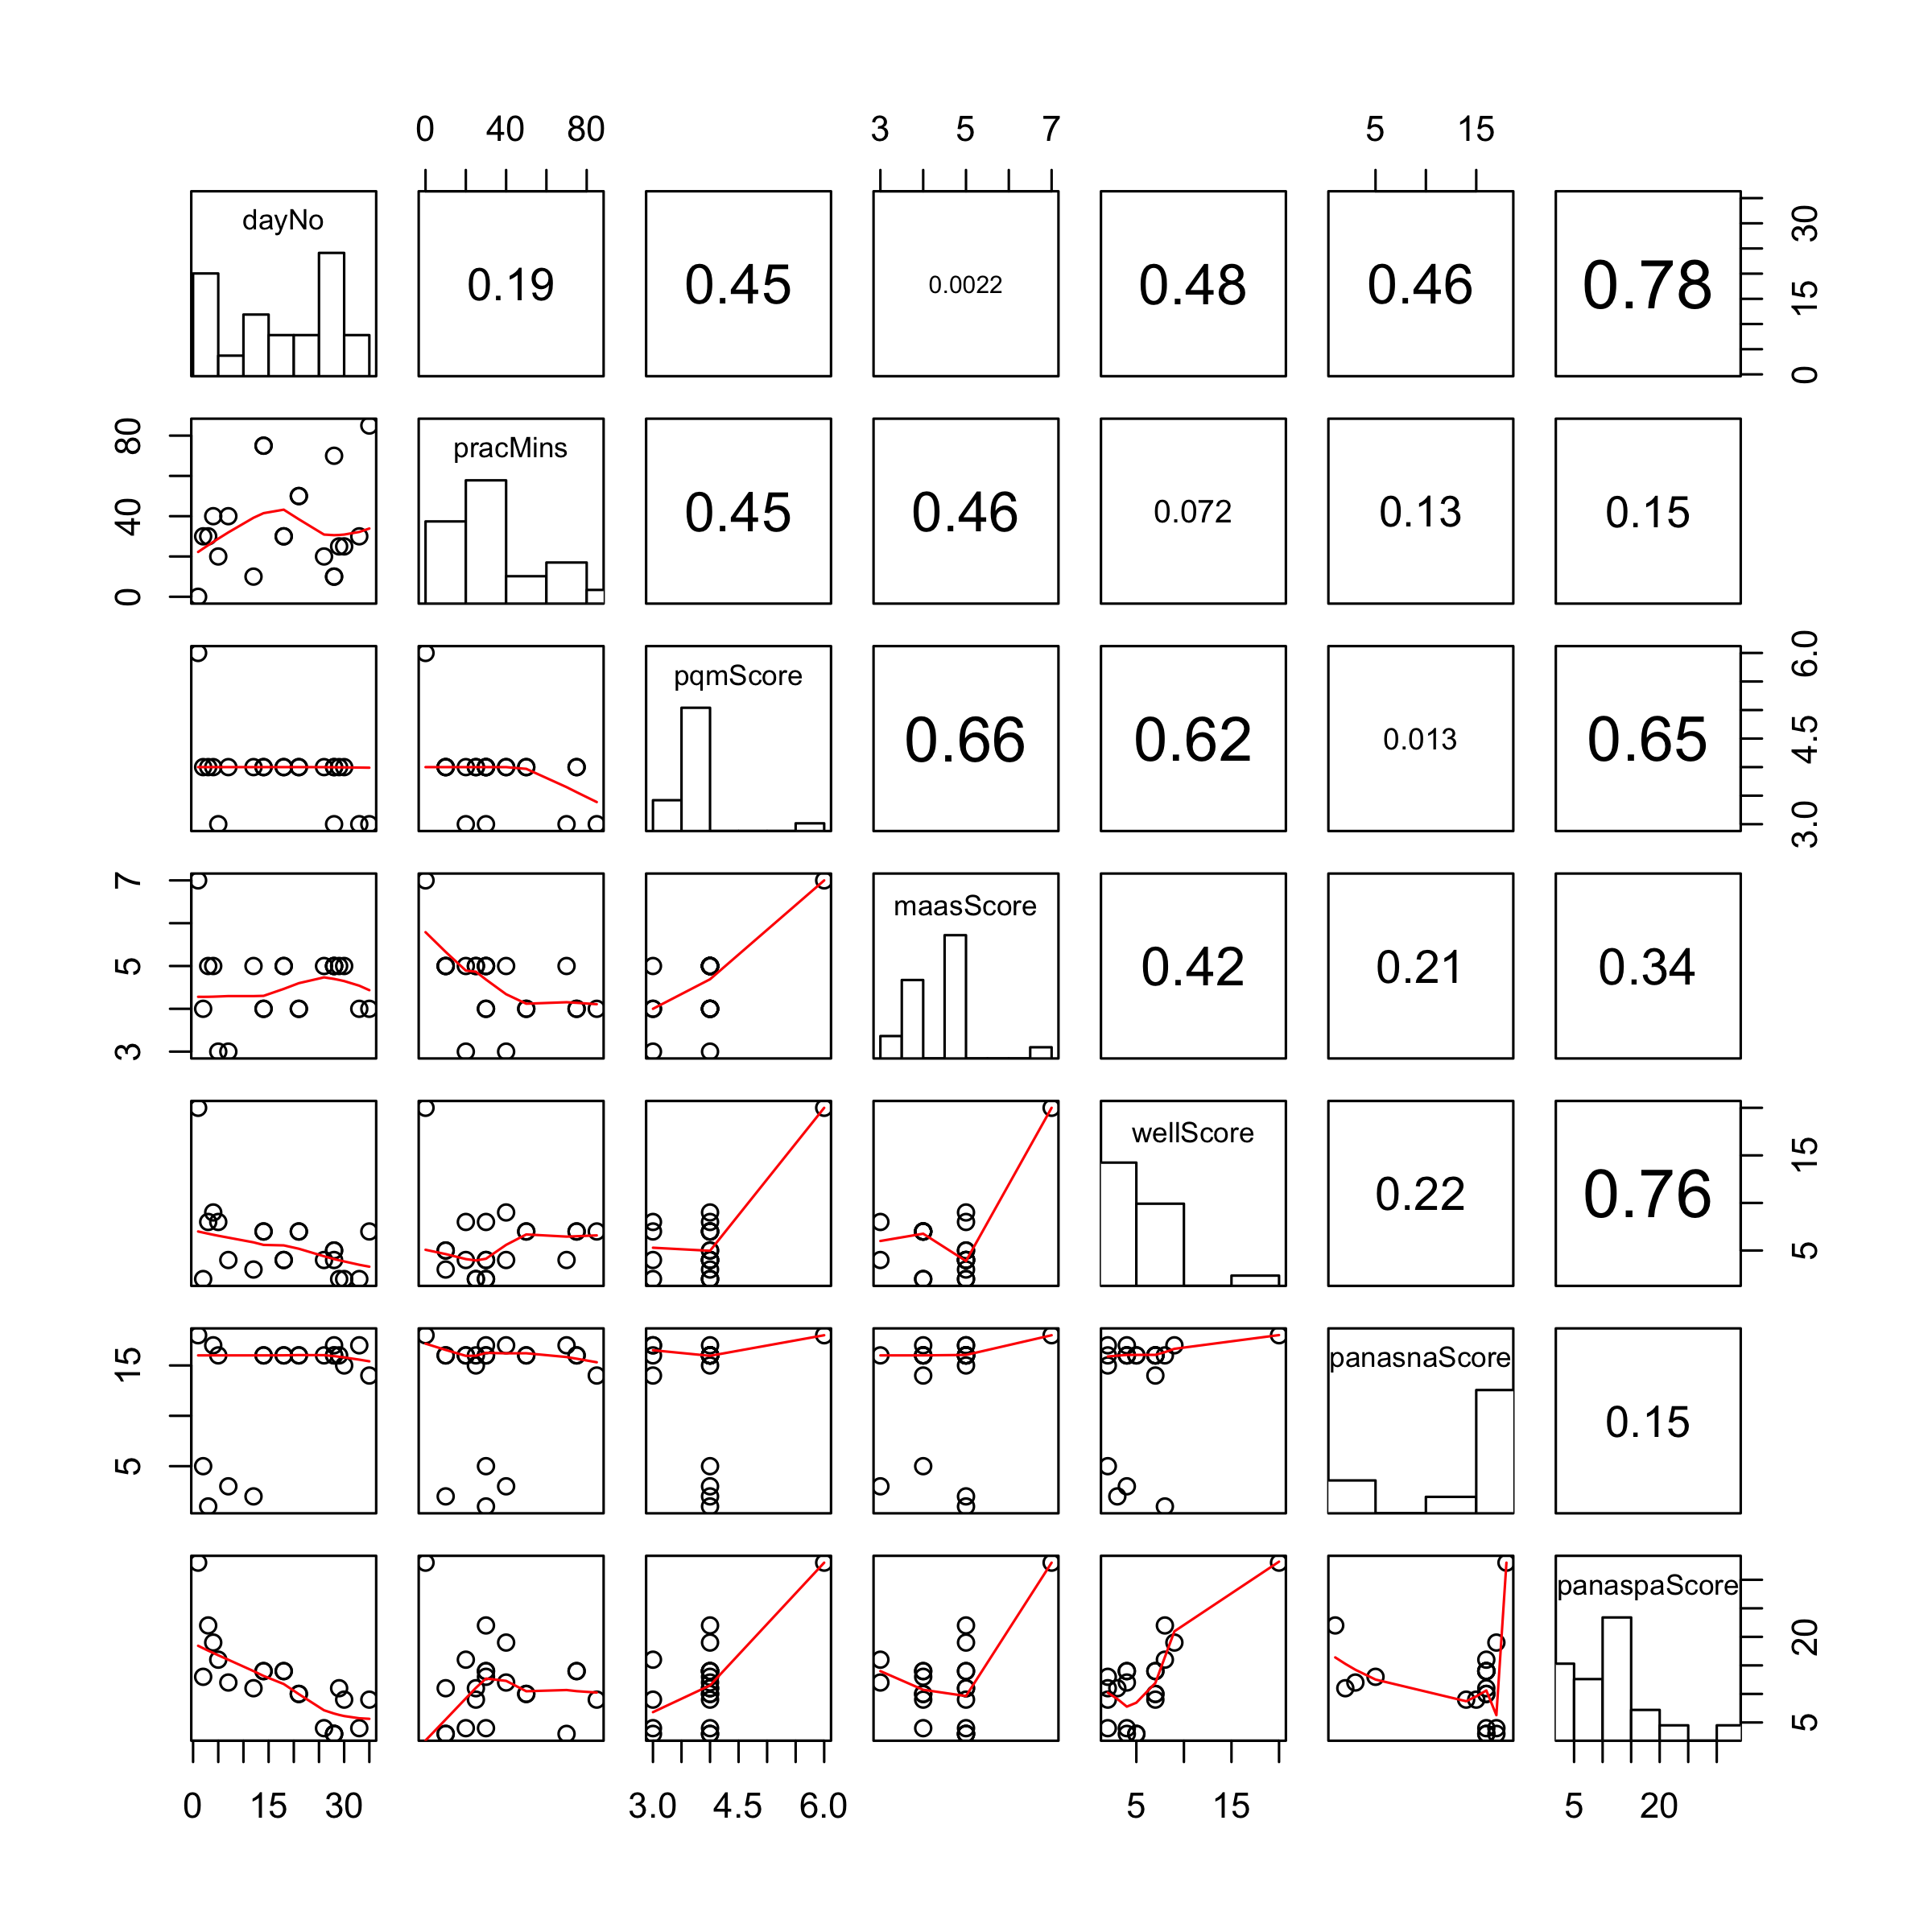 0 40 80 3 5 7 5 15
dayNo
0.19 0.45 0.0022 0.48 0.46 0.78
0 15 30
0 40 80
pracMins
0.45 0.46 0.072 0.13 0.15
pqmScore
0.66 0.62 0.013 0.65
3.0 4.5 6.0
3 5 7
maasScore
0.42 0.21 0.34
wellScore
0.22 0.76
5 15
5 15
panasnaScore
0.15
panaspaScore
5 20
0 15 30 3.0 4.5 6.0 5 15 5 20